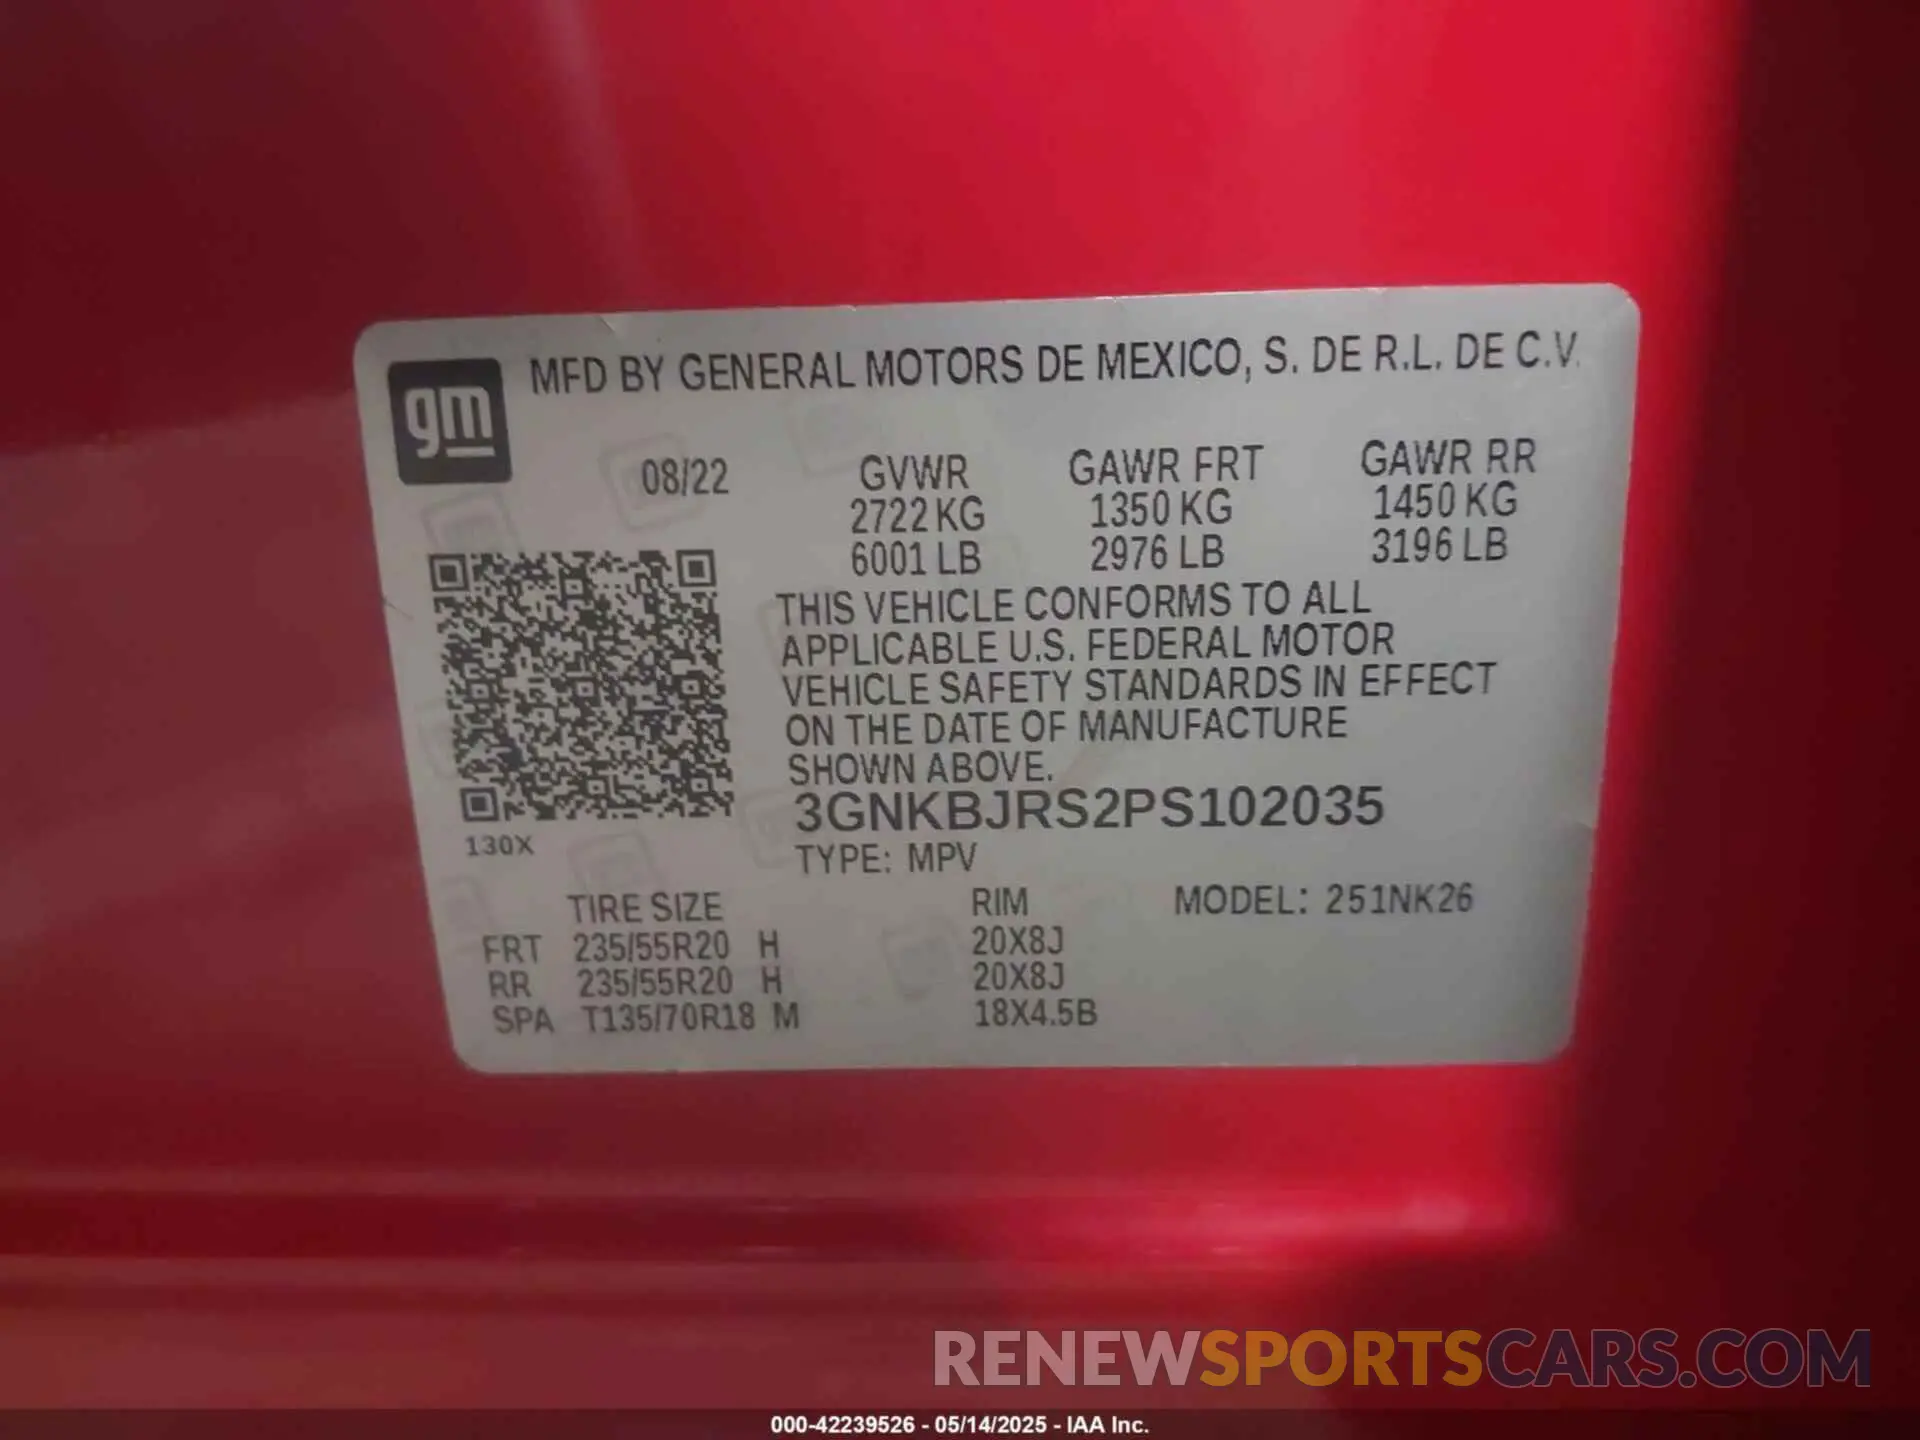 gm
MFD BY GENERAL MOTORS DE MEXICO, S. DE R.L. DE C.V.
08/22 GVWR GAWR FRT GAWR RR
2722 KG 1350 KG 1450 KG
6001 LB 2976 LB 3196 LB
THIS VEHICLE CONFORMS TO ALL
APPLICABLE U.S. FEDERAL MOTOR
VEHICLE SAFETY STANDARDS IN EFFECT
ON THE DATE OF MANUFACTURE
SHOWN ABOVE.
3GNKBJRS2PS102035
130X
TYPE: MPV
TIRE SIZE RIM MODEL: 251NK26
FRT 235/55R20 H 20X8J
RR 235/55R20 H 20X8J
SPA T135/70R18 M 18X4.5B
RENEWSPORTSCARS.COM
000-42239526 - 05/14/2025 - IAA Inc.